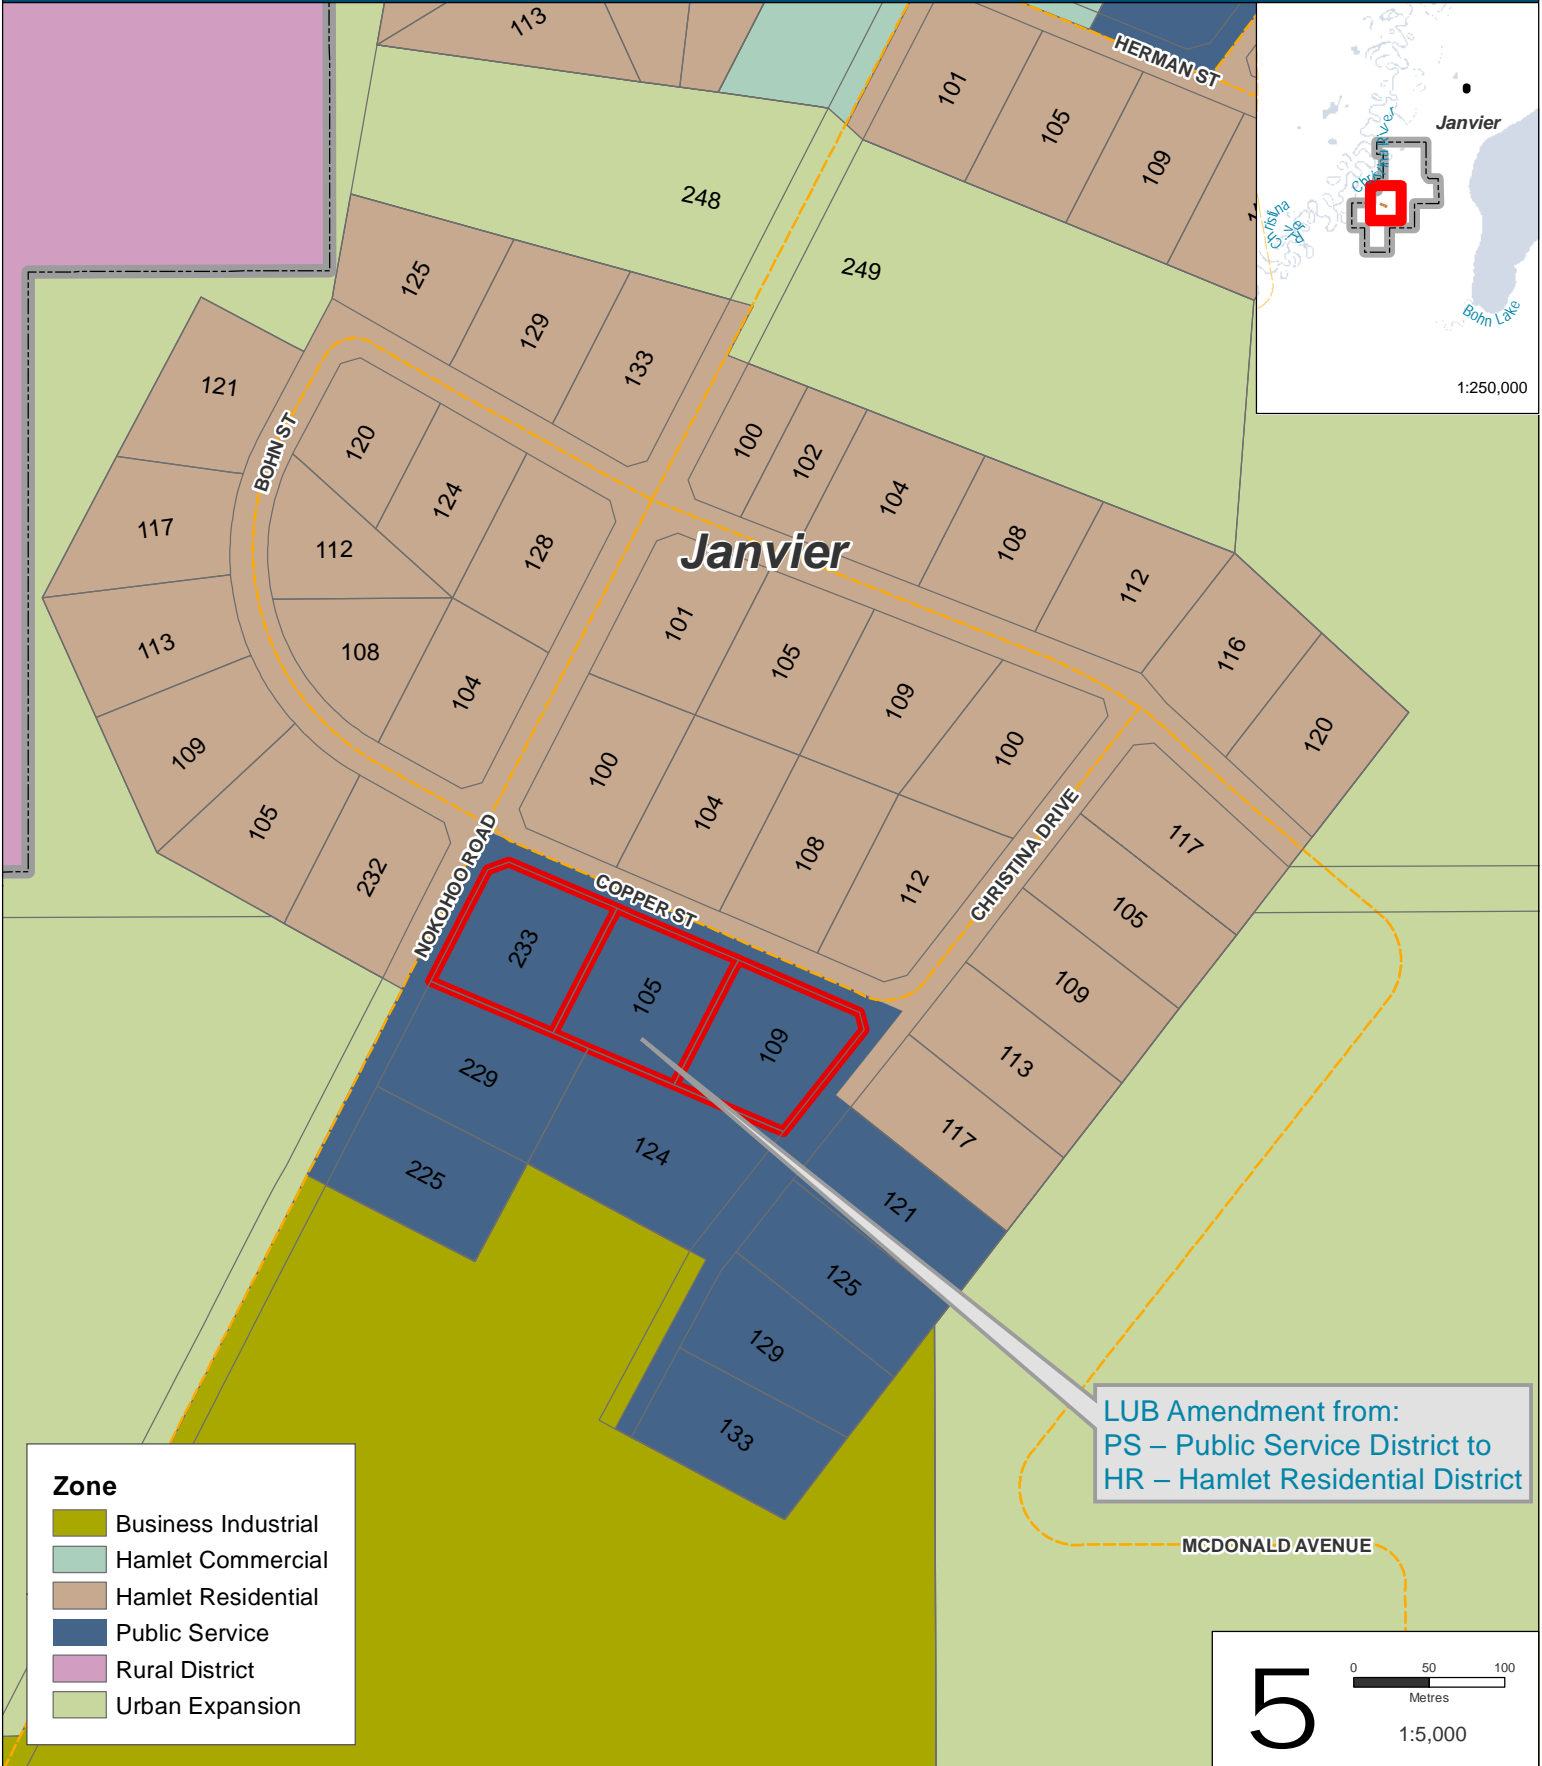 113
HERMAN ST
101
105
109
248
249
125
129
133
121
BOHN ST
120
124
128
117
112
113
108
104
109
105
232
100
102
104
108
112
116
120
Janvier
101
105
109
100
100
104
108
112
CHRISTINA DRIVE
NOKOHOO ROAD
COPPER ST
117
105
109
113
117
233
105
109
229
225
124
121
125
129
133
LUB Amendment from:
PS – Public Service District to
HR – Hamlet Residential District
MCDONALD AVENUE
Janvier
Christina River
Christina
Bohn Lake
1:250,000
Zone
Business Industrial
Hamlet Commercial
Hamlet Residential
Public Service
Rural District
Urban Expansion
5
0 50 100
Metres
1:5,000